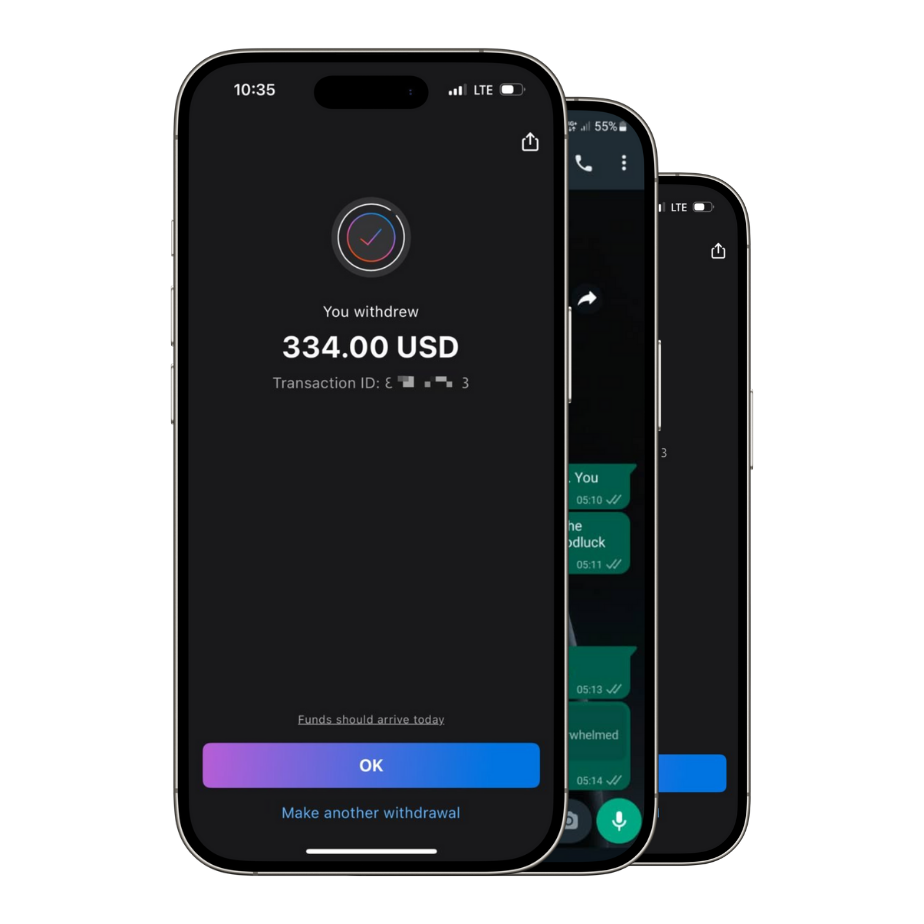 10:35
LTE
You withdrew
334.00 USD
Transaction ID:
3
Funds should arrive today
OK
Make another withdrawal
55%
You
05:10
he
odluck
05:11
05:13
whelmed
05:14
LTE
3